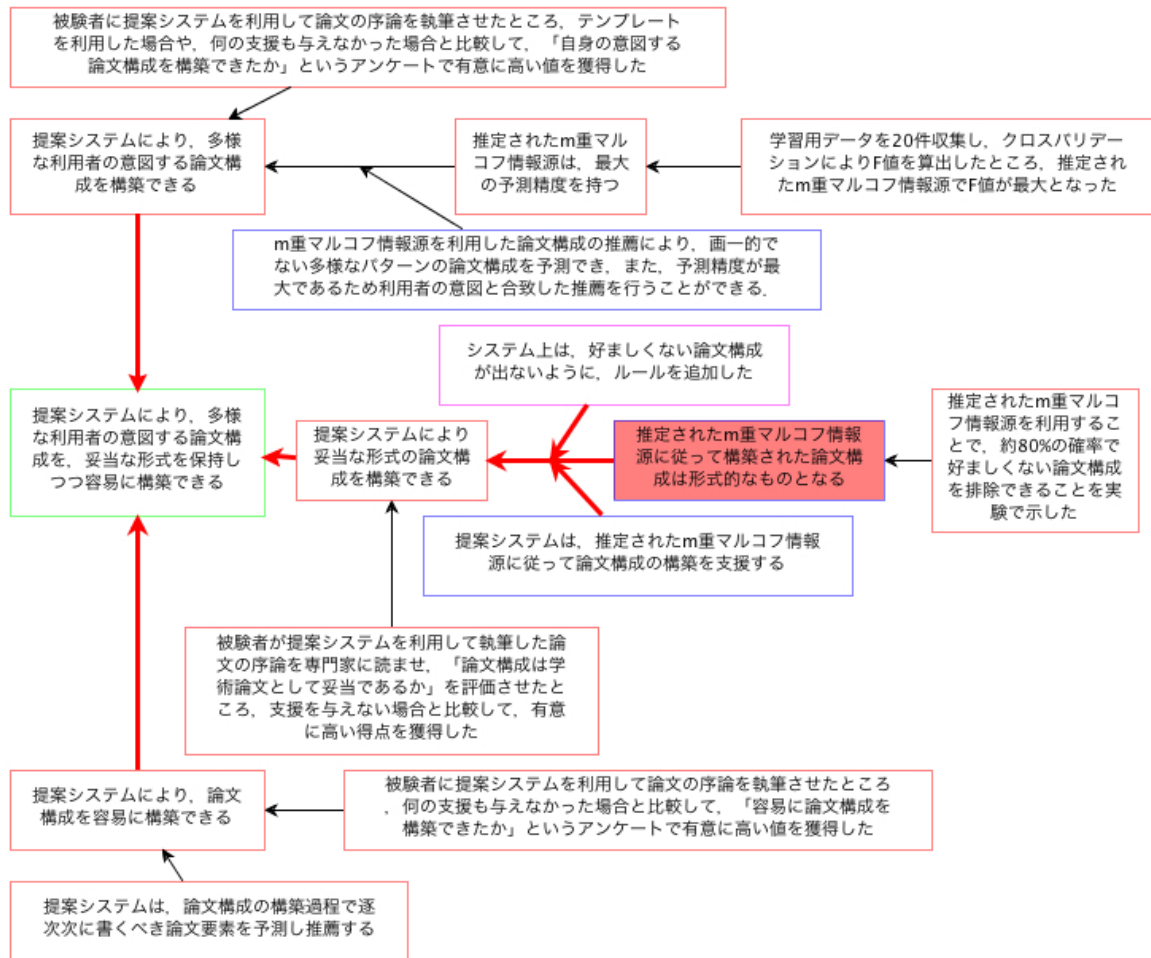 被験者に提案システムを利用して論文の序論を執筆させたところ，テンプレート
を利用した場合や，何の支援も与えなかった場合と比較して，「自身の意図する
論文構成を構築できたか」というアンケートで有意に高い値を獲得した
提案システムにより，多様
な利用者の意図する論文構
成を構築できる
推定されたm重マル
コフ情報源は，最大
の予測精度を持つ
学習用データを20件収集し，クロスバリデー
ションによりF値を算出したところ，推定され
たm重マルコフ情報源でF値が最大となった
m重マルコフ情報源を利用した論文構成の推薦により，画一的で
ない多様なパターンの論文構成を予測でき，また，予測精度が最
大であるため利用者の意図と合致した推薦を行うことができる．
システム上は，好ましくない論文構成
が出ないように，ルールを追加した
提案システムにより，多様
な利用者の意図する論文構
成を，妥当な形式を保持し
つつ容易に構築できる
提案システムにより
妥当な形式の論文構
成を構築できる
推定されたm重マルコフ情報
源に従って構築された論文構
成は形式的なものとなる
推定されたm重マルコ
フ情報源を利用するこ
とで，約80%の確率で
好ましくない論文構成
を排除できることを実
験で示した
提案システムは，推定されたm重マルコフ情報
源に従って論文構成の構築を支援する
被験者が提案システムを利用して執筆した論
文の序論を専門家に読ませ，「論文構成は学
術論文として妥当であるか」を評価させたと
ころ，支援を与えない場合と比較して，有意
に高い得点を獲得した
提案システムにより，論文
構成を容易に構築できる
被験者に提案システムを利用して論文の序論を執筆させたところ
，何の支援も与えなかった場合と比較して，「容易に論文構成を
構築できたか」というアンケートで有意に高い値を獲得した
提案システムは，論文構成の構築過程で逐
次次に書くべき論文要素を予測し推薦する